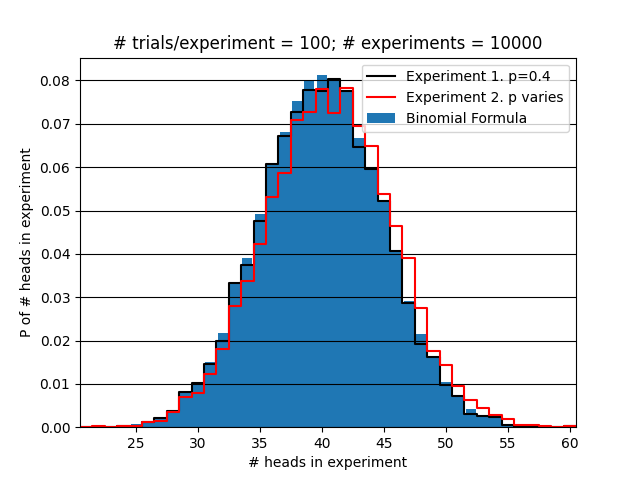 # trials/experiment = 100; # experiments = 10000
Experiment 1. p=0.4
Experiment 2. p varies
Binomial Formula
P of # heads in experiment
0.08
0.07
0.06
0.05
0.04
0.03
0.02
0.01
0.00
25 30 35 40 45 50 55 60
# heads in experiment